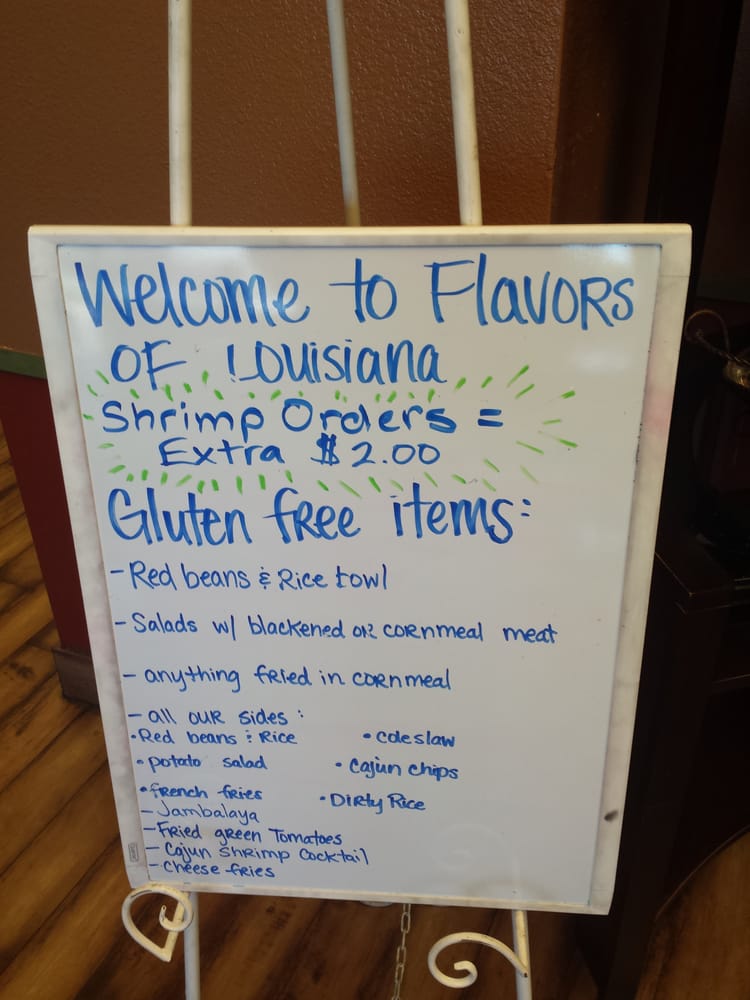 Welcome to Flavors
of Louisiana
Shrimp Orders =
Extra $2.00
Gluten free items:
- Red beans & Rice bowl
- Salads w/ blackened or cornmeal meat
- anything fried in cornmeal
- all our sides :
• Red beans & Rice • coleslaw
• potato salad • Cajun chips
• french fries • Dirty Rice
- Jambalaya
- Fried green Tomatoes
- Cajun Shrimp Cocktail
- cheese fries